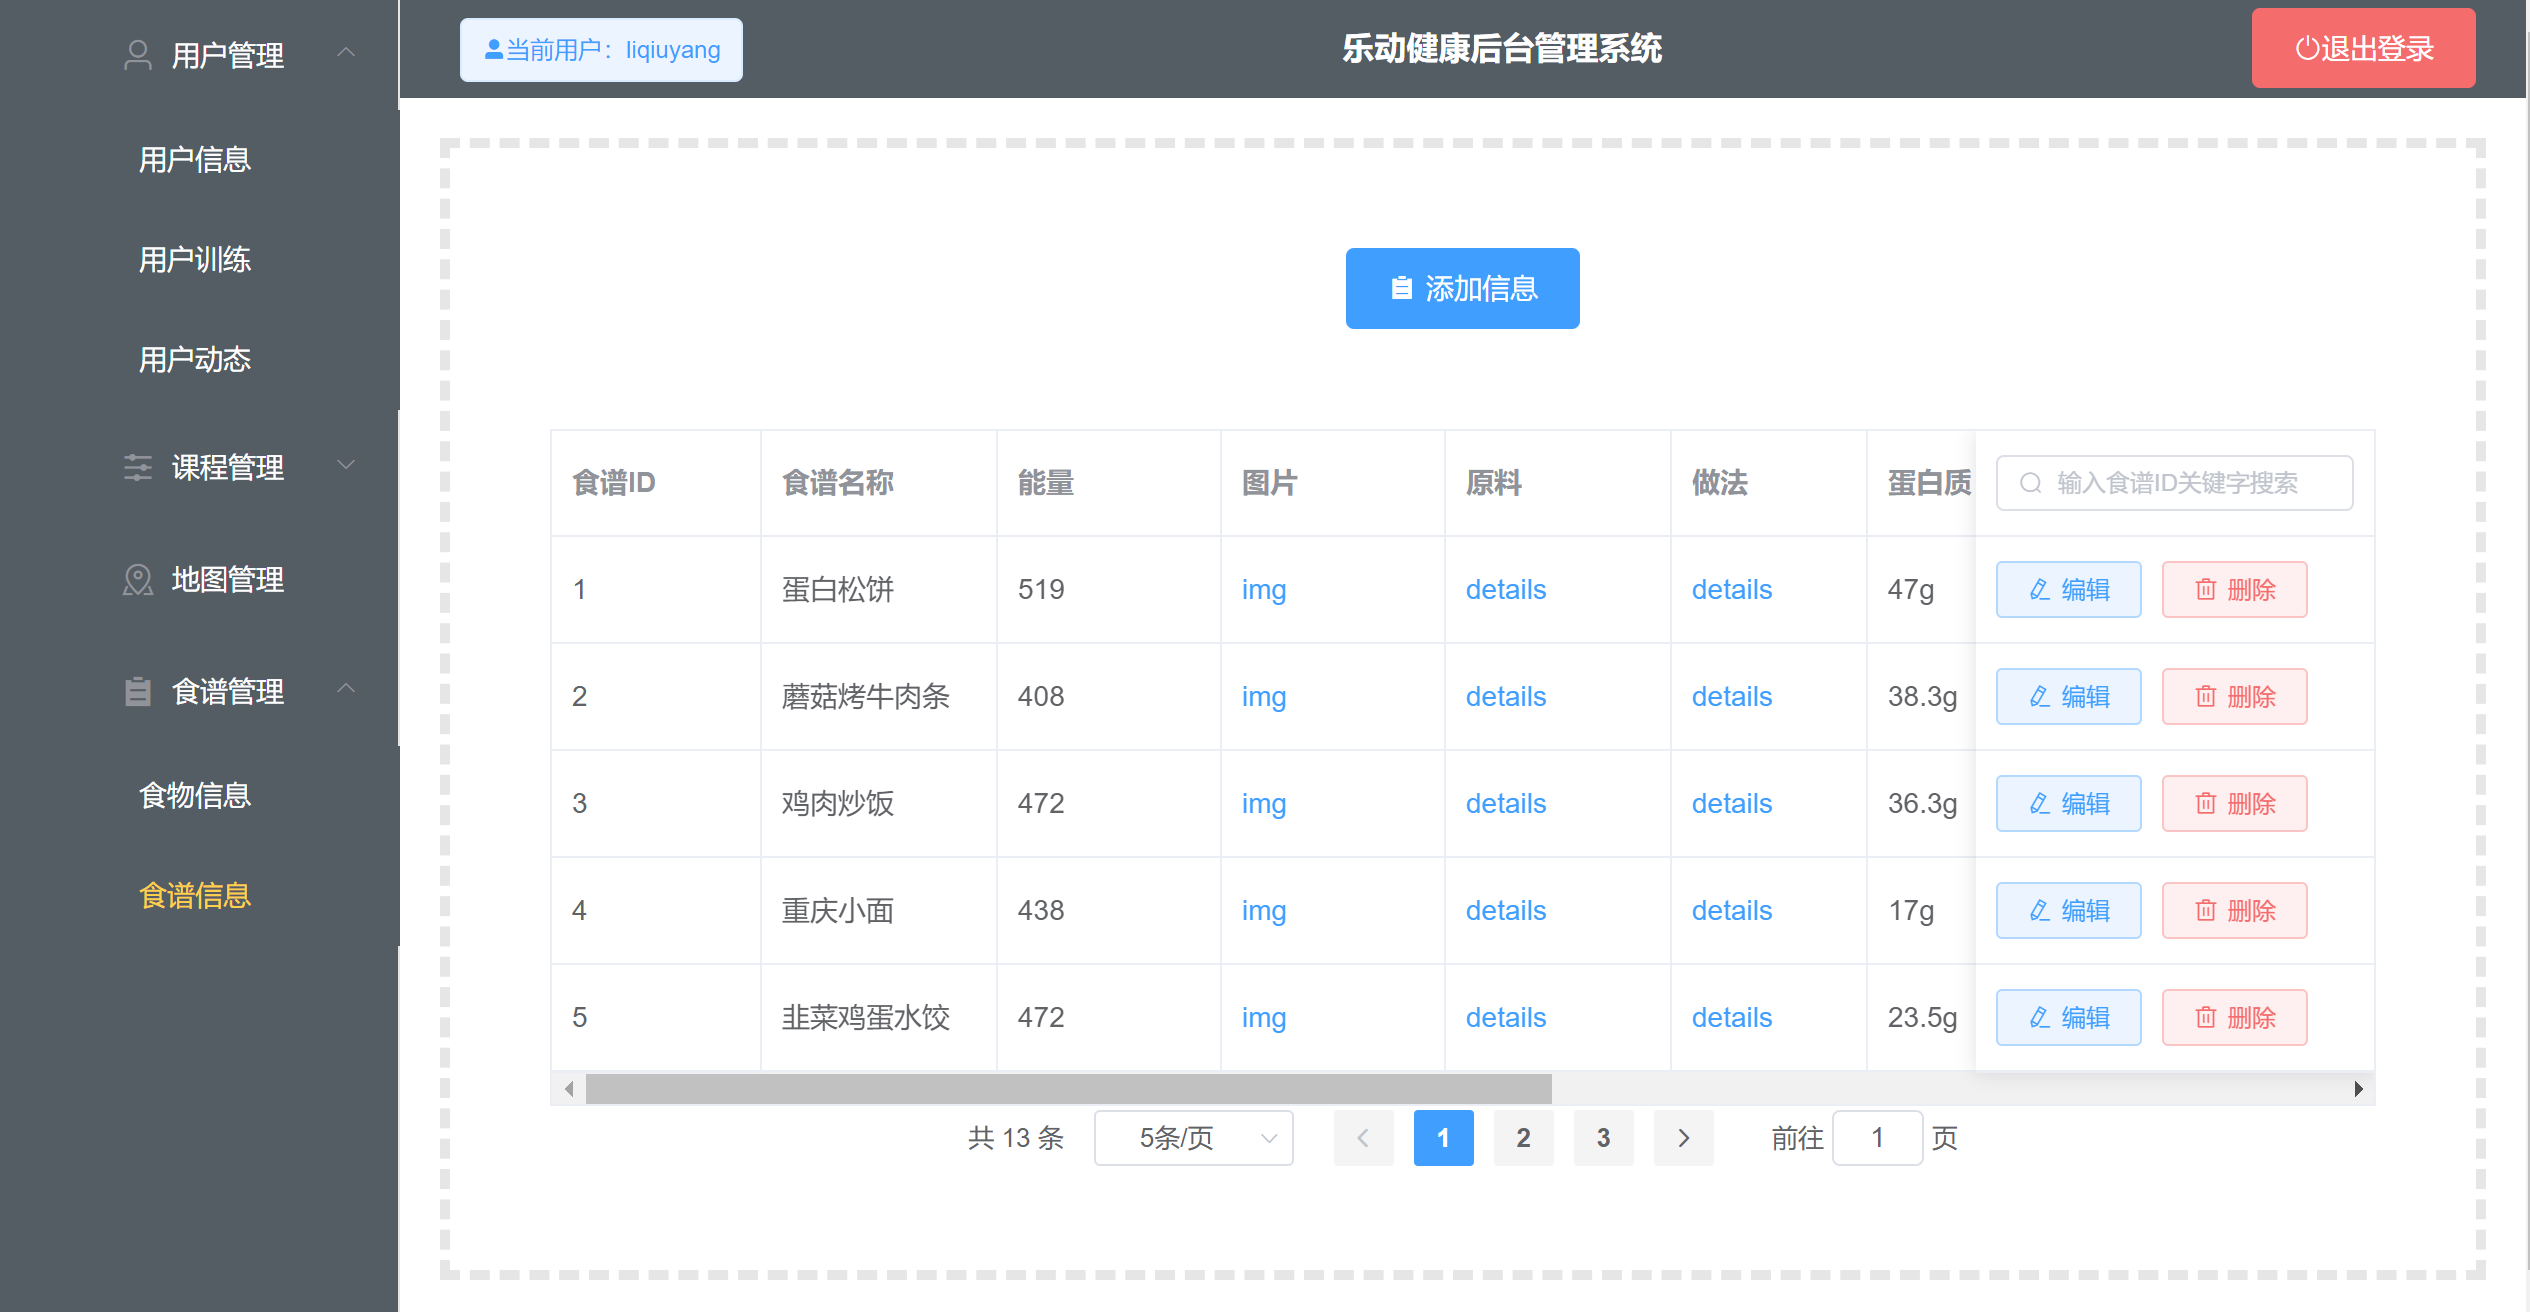 用户管理
用户信息
用户训练
用户动态
课程管理
地图管理
食谱管理
食物信息
食谱信息
当前用户：liqiuyang
乐动健康后台管理系统
退出登录
添加信息
食谱ID 食谱名称 能量 图片 原料 做法 蛋白质 输入食谱ID关键字搜索
1 蛋白松饼 519 img details details 47g 编辑 删除
2 蘑菇烤牛肉条 408 img details details 38.3g 编辑 删除
3 鸡肉炒饭 472 img details details 36.3g 编辑 删除
4 重庆小面 438 img details details 17g 编辑 删除
5 韭菜鸡蛋水饺 472 img details details 23.5g 编辑 删除
共 13 条 5条/页 1 2 3 前往 1 页